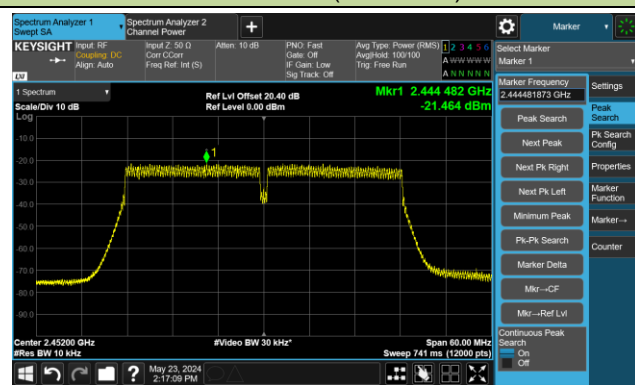 Spectrum Analyzer 1
Swept SA
Spectrum Analyzer 2
Channel Power
Marker
KEYSIGHT
Input: RF
Coupling: DC
Align: Auto
Input Z: 50 Ω
Corr CCorr
Freq Ref: Int (S)
Atten: 10 dB
PNO: Fast
Gate: Off
IF Gain: Low
Sig Track: Off
Avg Type: Power (RMS)
Avg|Hold: 100/100
Trig: Free Run
1 2 3 4 5 6
A W W W W W
A N N N N N
Select Marker
Marker 1
1 Spectrum
Scale/Div 10 dB
Log
Ref Lvl Offset 20.40 dB
Ref Level 0.00 dBm
Mkr1 2.444 482 GHz
-21.464 dBm
1
-10.0
-20.0
-30.0
-40.0
-50.0
-60.0
-70.0
-80.0
-90.0
Center 2.45200 GHz
#Res BW 10 kHz
#Video BW 30 kHz*
Span 60.00 MHz
Sweep 741 ms (12000 pts)
Marker Frequency
2.444481873 GHz
Peak Search
Next Peak
Next Pk Right
Next Pk Left
Minimum Peak
Pk-Pk Search
Marker Delta
Mkr→CF
Mkr→Ref Lvl
Continuous Peak
Search
On
Off
Settings
Peak
Search
Pk Search
Config
Properties
Marker
Function
Marker→
Counter
May 23, 2024
2:17:09 PM